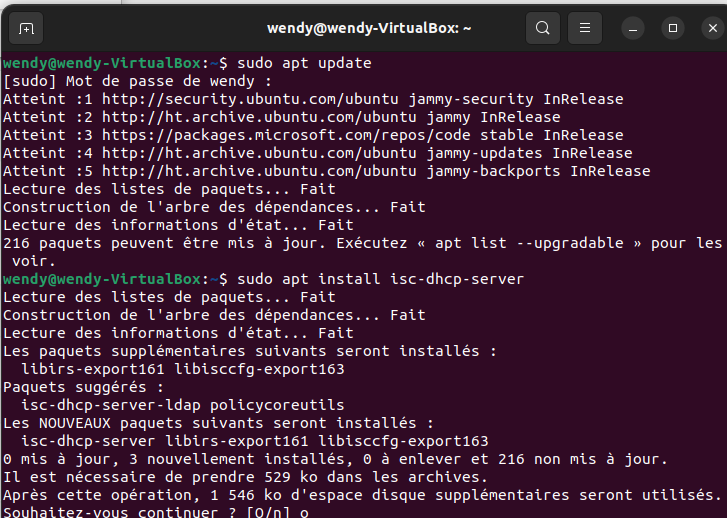 wendy@wendy-VirtualBox: ~
wendy@wendy-VirtualBox:~$ sudo apt update
[sudo] Mot de passe de wendy :
Atteint :1 http://security.ubuntu.com/ubuntu jammy-security InRelease
Atteint :2 http://ht.archive.ubuntu.com/ubuntu jammy InRelease
Atteint :3 https://packages.microsoft.com/repos/code stable InRelease
Atteint :4 http://ht.archive.ubuntu.com/ubuntu jammy-updates InRelease
Atteint :5 http://ht.archive.ubuntu.com/ubuntu jammy-backports InRelease
Lecture des listes de paquets... Fait
Construction de l'arbre des dépendances... Fait
Lecture des informations d'état... Fait
216 paquets peuvent être mis à jour. Exécutez « apt list --upgradable » pour les
 voir.
wendy@wendy-VirtualBox:~$ sudo apt install isc-dhcp-server
Lecture des listes de paquets... Fait
Construction de l'arbre des dépendances... Fait
Lecture des informations d'état... Fait
Les paquets supplémentaires suivants seront installés :
  libirs-export161 libisccfg-export163
Paquets suggérés :
  isc-dhcp-server-ldap policycoreutils
Les NOUVEAUX paquets suivants seront installés :
  isc-dhcp-server libirs-export161 libisccfg-export163
0 mis à jour, 3 nouvellement installés, 0 à enlever et 216 non mis à jour.
Il est nécessaire de prendre 529 ko dans les archives.
Après cette opération, 1 546 ko d'espace disque supplémentaires seront utilisés.
Souhaitez-vous continuer ? [O/n] o